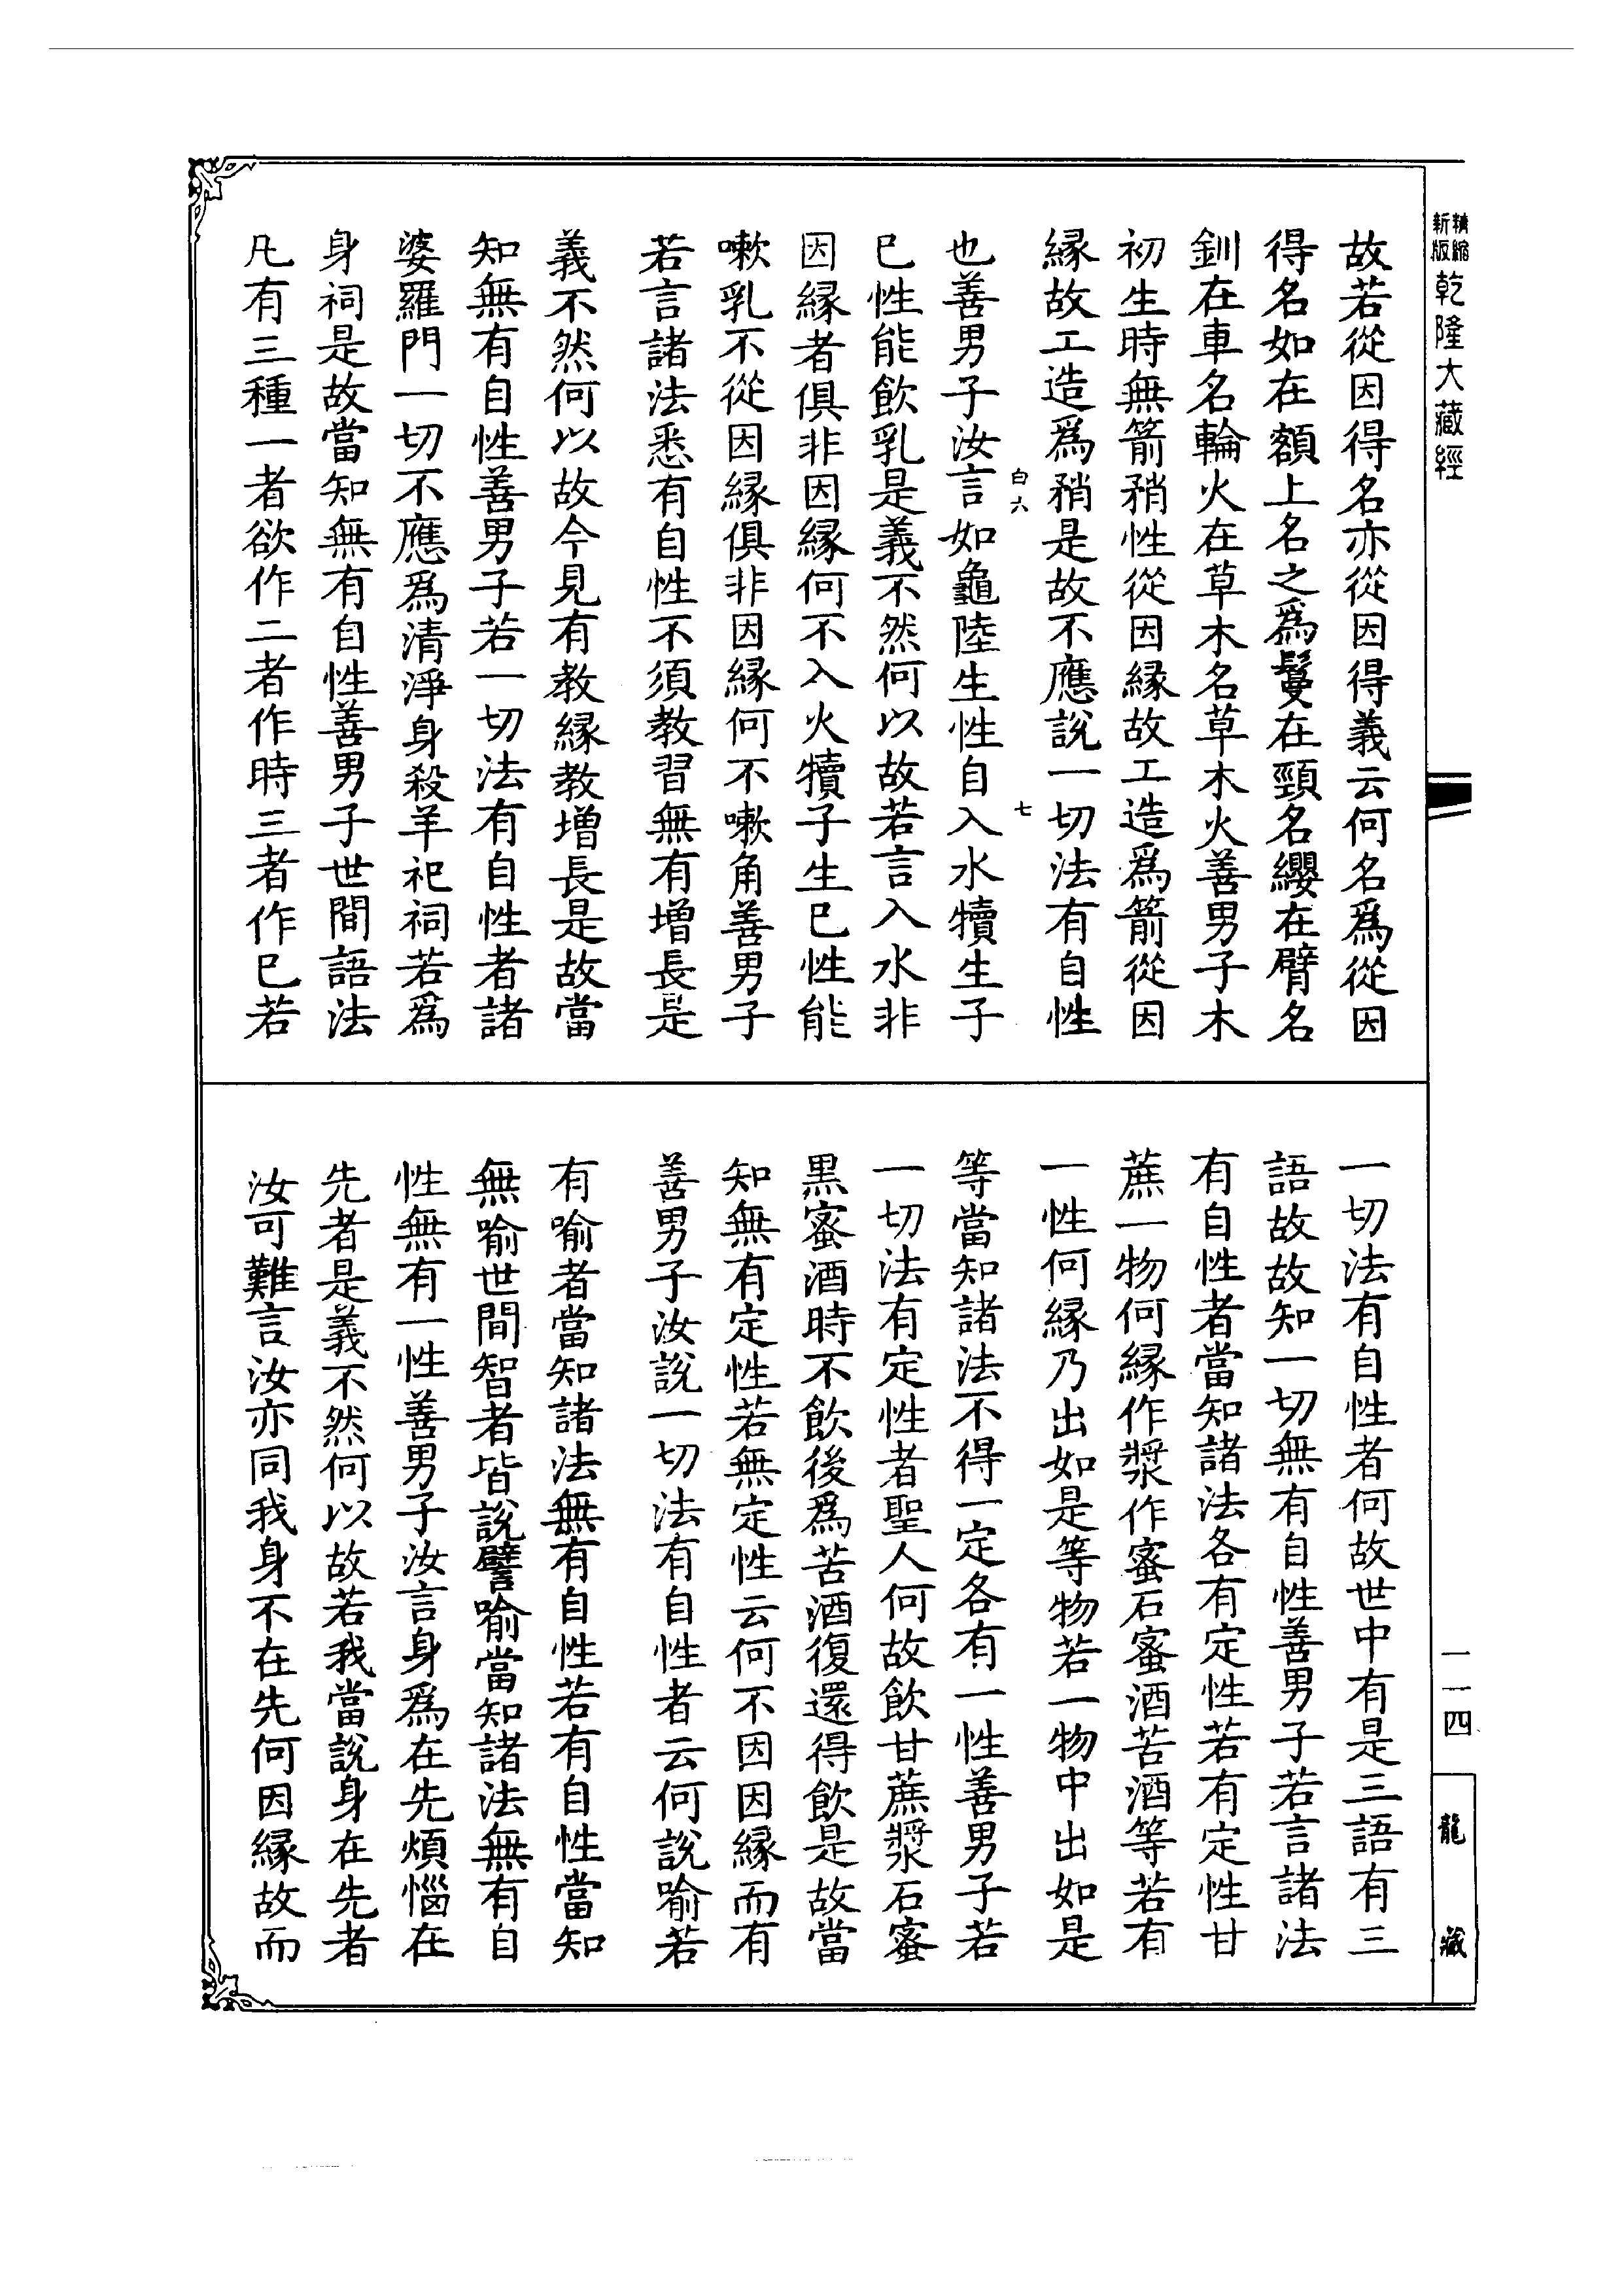 精縮新版乾隆大藏經
故若從因得名亦從因得義云何名爲從因
得名如在額上名之爲鬘在頸名纓在臂名
釧在車名輪火在草木名草木火善男子木
初生時無箭矟性從因縁故工造爲箭從因
縁故工造爲矟是故不應說一切法有自性
白六 七
也善男子汝言如龜陸生性自入水犢生子
已性能飲乳是義不然何以故若言入水非
因縁者俱非因縁何不入火犢子生已性能
嗽乳不從因縁俱非因縁何不嗽角善男子
若言諸法悉有自性不須教習無有增長是
義不然何以故今見有教縁教增長是故當
知無有自性善男子若一切法有自性者諸
婆羅門一切不應爲清淨身殺羊祀祠若爲
身祠是故當知無有自性善男子世間語法
凡有三種一者欲作二者作時三者作已若
一切法有自性者何故世中有是三語有三
語故故知一切無有自性善男子若言諸法
有自性者當知諸法各有定性若有定性甘
蔗一物何縁作漿作蜜石蜜酒苦酒等若有
一性何縁乃出如是等物若一物中出如是
等當知諸法不得一定各有一性善男子若
一切法有定性者聖人何故飲甘蔗漿石蜜
黒蜜酒時不飲後爲苦酒復還得飲是故當
知無有定性若無定性云何不因因縁而有
善男子汝說一切法有自性者云何說喻若
有喻者當知諸法無有自性若有自性當知
無喻世間智者皆說譬喻當知諸法無有自
性無有一性善男子汝言身爲在先煩惱在
先者是義不然何以故若我當說身在先者
汝可難言汝亦同我身不在先何因縁故而
一一四
龍藏